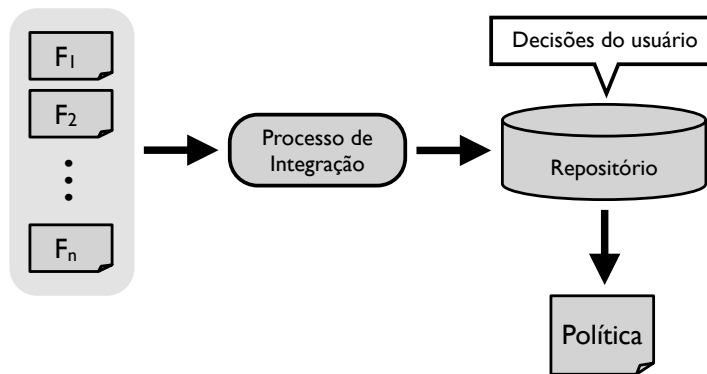 F₁
F₂
Fₙ
Processo de
Integração
Decisões do usuário
Repositório
Política